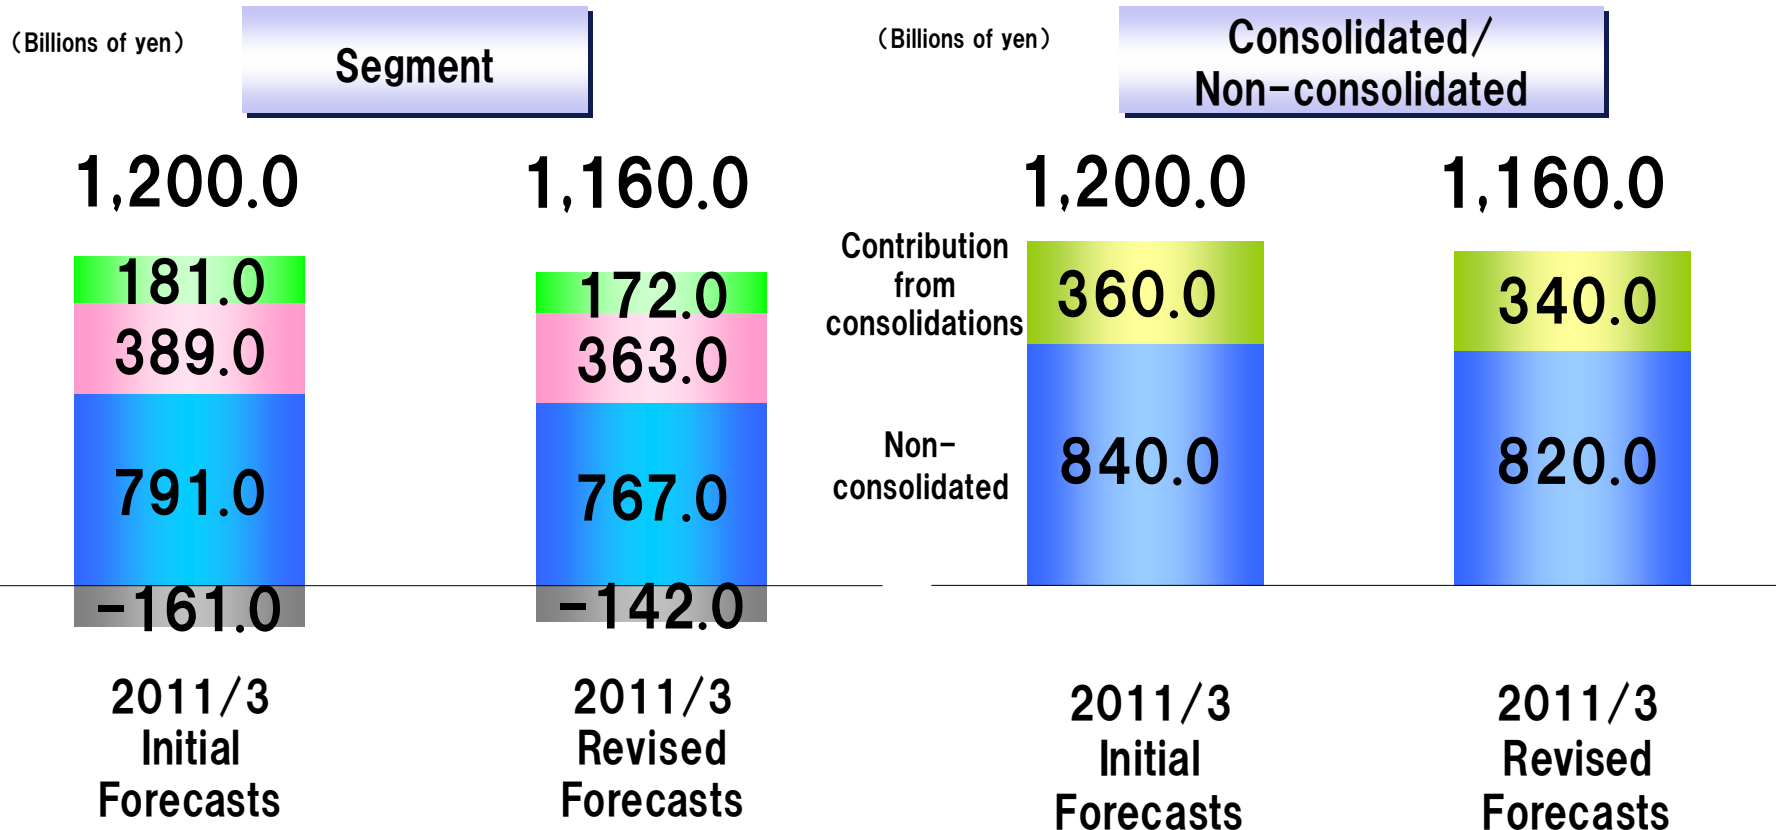 （Billions of yen）
Segment
1,200.0
1,160.0
181.0
172.0
389.0
363.0
791.0
767.0
-161.0
-142.0
2011/3
Initial
Forecasts
2011/3
Revised
Forecasts
（Billions of yen）
Consolidated/
Non-consolidated
1,200.0
1,160.0
Contribution
from
consolidations
360.0
340.0
Non-
consolidated
840.0
820.0
2011/3
Initial
Forecasts
2011/3
Revised
Forecasts